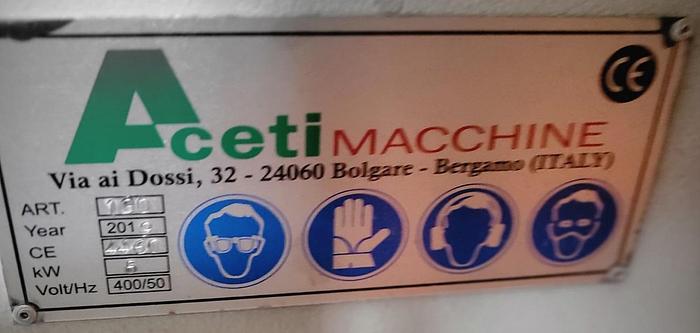 Aceti MACCHINE
CE
Via ai Dossi, 32 - 24060 Bolgare - Bergamo (ITALY)
ART.
Year 201
CE
kW
Volt/Hz 400/50